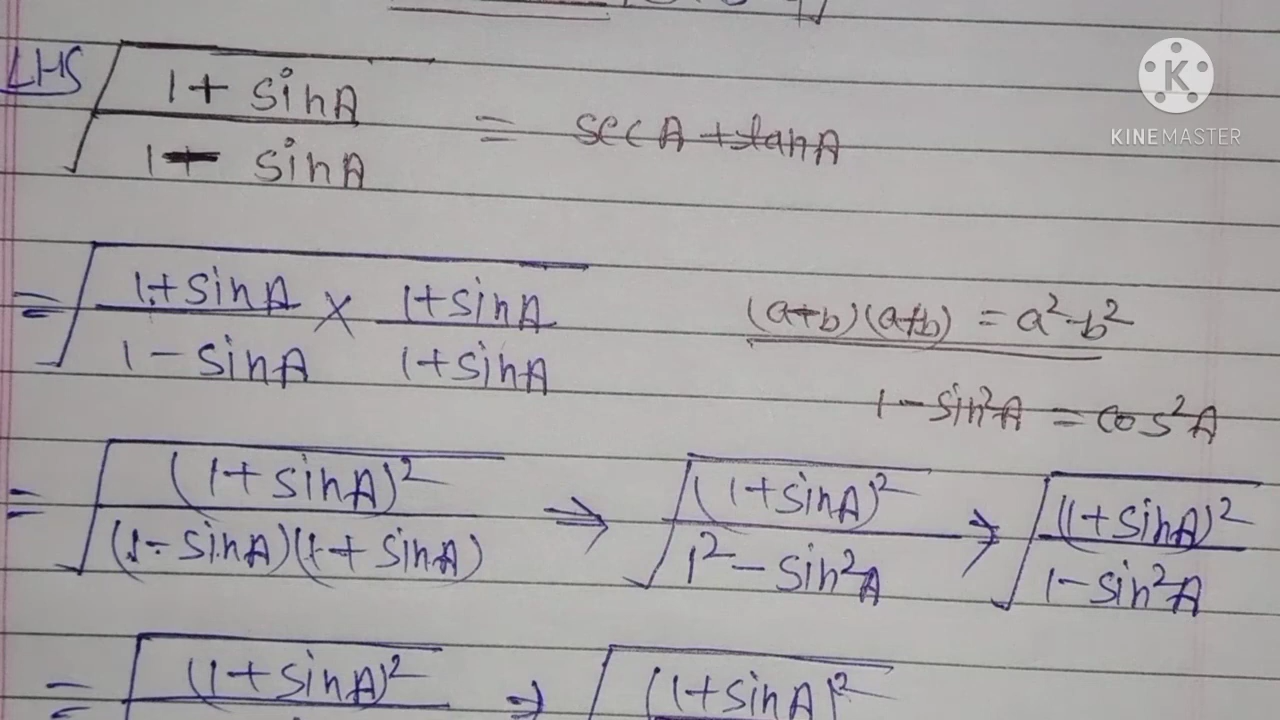 LHS √((1 + sinA)/(1 - sinA)) = secA + tanA
= √((1+sinA)/(1-sinA) × (1+sinA)/(1+sinA))
(a+b)(a+b) = a²-b²
1-sin²A = cos²A
= √((1+sinA)²/((1-sinA)(1+sinA))) ⇒ √((1+sinA)²/(1²-sin²A)) ⇒ √((1+sinA)²/(1-sin²A))
= √((1+sinA)² ⇒ √((1+sinA)²
K
KINEMASTER